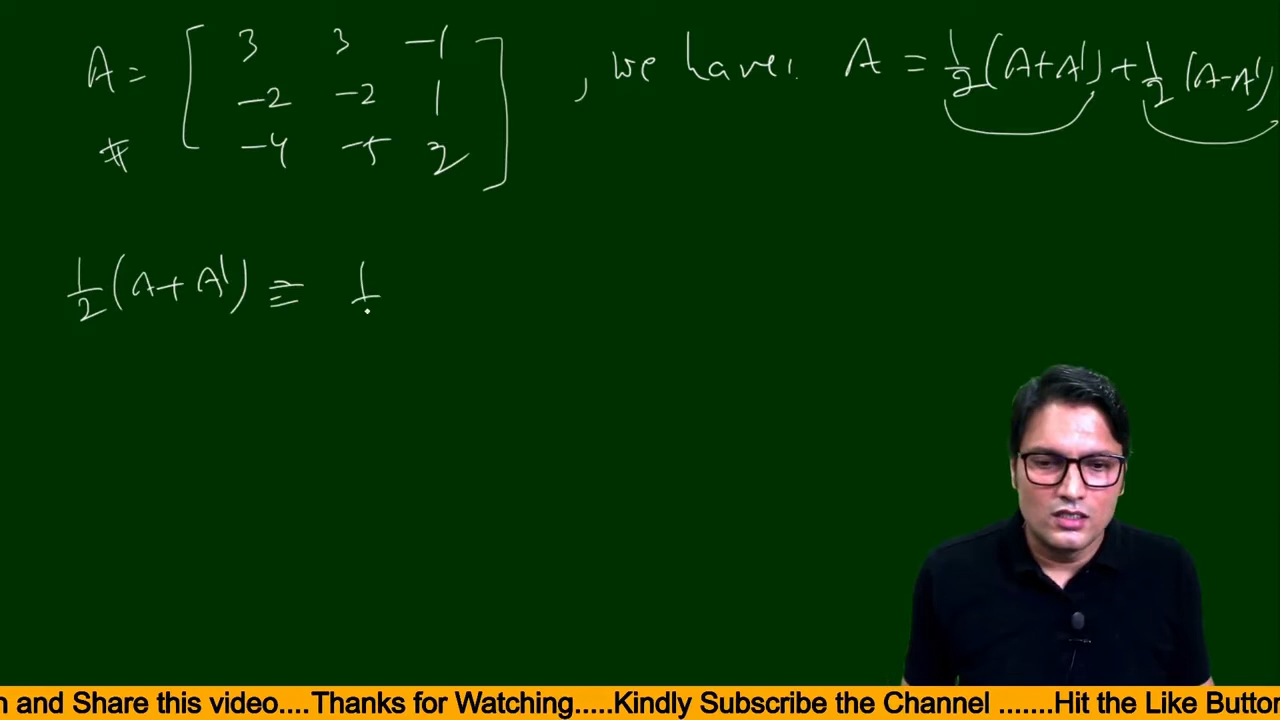 A = [ 3 3 -1 , we have: A = 1/2 (A+A') + 1/2 (A-A')
-2 -2 1
# -4 -5 2 ]
1/2 (A+A') = 1
n and Share this video....Thanks for Watching.....Kindly Subscribe the Channel .......Hit the Like Button